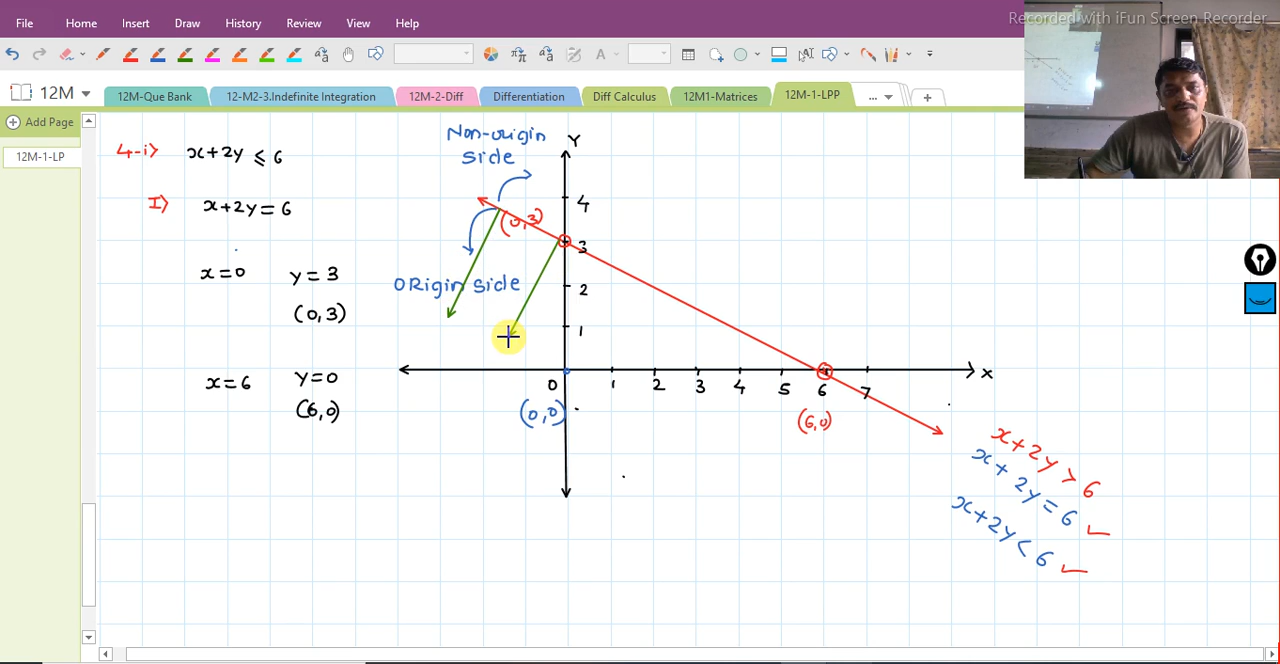 File Home Insert Draw History Review View Help
Recorded with iFun Screen Recorder
12M
12M-Que Bank
12-M2-3.Indefinite Integration
12M-2-Diff
Differentiation
Diff Calculus
12M1-Matrices
12M-1-LPP
...
+
Add Page
12M-1-LP
4-i) x+2y ≤ 6
I) x+2y = 6
x=0 y=3
(0,3)
x=6 y=0
(6,0)
Non-origin
side
Origin side
(0,3)
Y
4
3
2
1
0 1 2 3 4 5 6 7
X
(0,0)
(6,0)
x+2y > 6
x+2y = 6 ✓
x+2y < 6 ✓